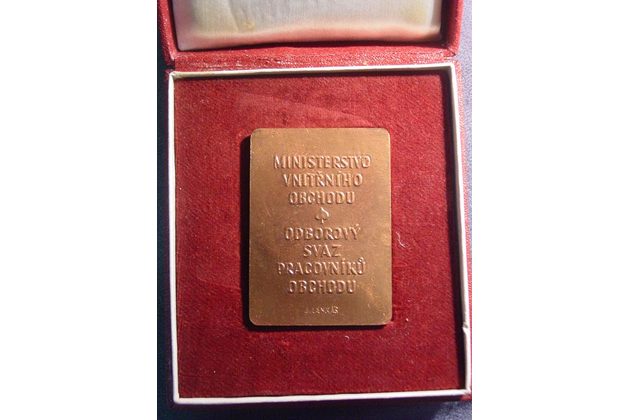 MINISTERSTVO
VNITŘNÍHO
OBCHODU
ODBOROVÝ
SVAZ
PRACOVNÍKŮ
OBCHODU